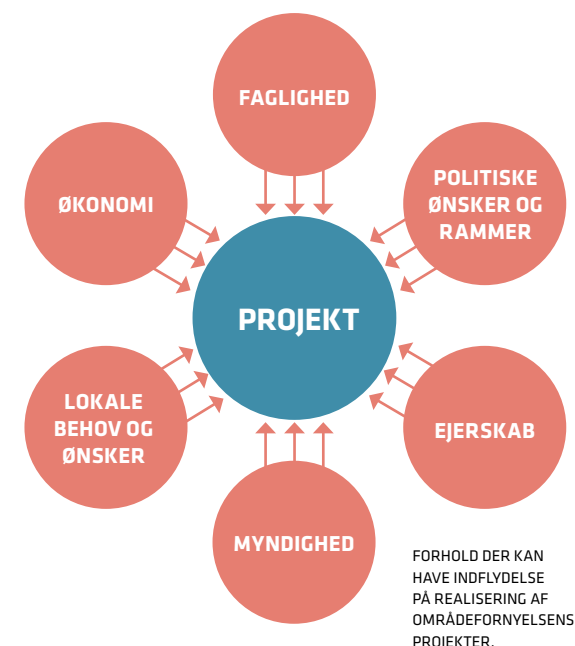 FAGLIGHED
ØKONOMI
POLITISKE
ØNSKER OG
RAMMER
PROJEKT
LOKALE
BEHOV OG
ØNSKER
EJERSKAB
MYNDIGHED
FORHOLD DER KAN
HAVE INDFLYDELSE
PÅ REALISERING AF
OMRÅDEFORNYELSENS
PROJEKTER.